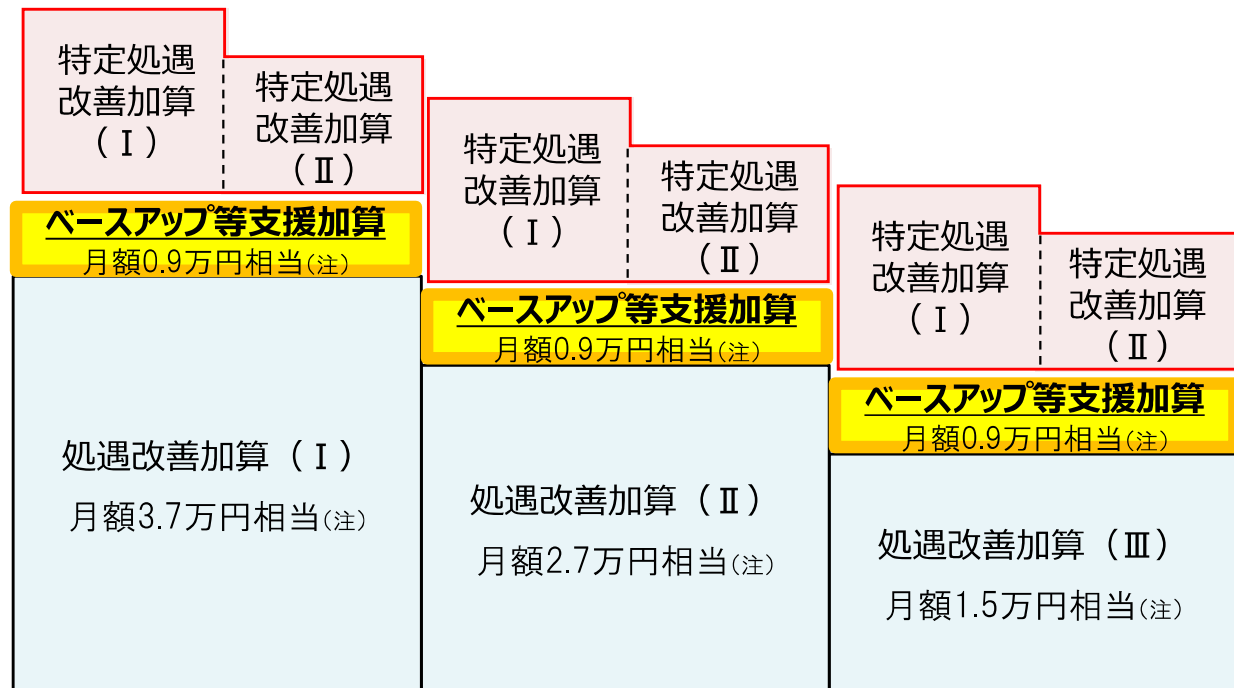 特定処遇
改善加算
(Ⅰ)
特定処遇
改善加算
(Ⅱ)
ベースアップ等支援加算
月額0.9万円相当(注)
処遇改善加算(Ⅰ)
月額3.7万円相当(注)
特定処遇
改善加算
(Ⅰ)
特定処遇
改善加算
(Ⅱ)
ベースアップ等支援加算
月額0.9万円相当(注)
処遇改善加算(Ⅱ)
月額2.7万円相当(注)
特定処遇
改善加算
(Ⅰ)
特定処遇
改善加算
(Ⅱ)
ベースアップ等支援加算
月額0.9万円相当(注)
処遇改善加算(Ⅲ)
月額1.5万円相当(注)